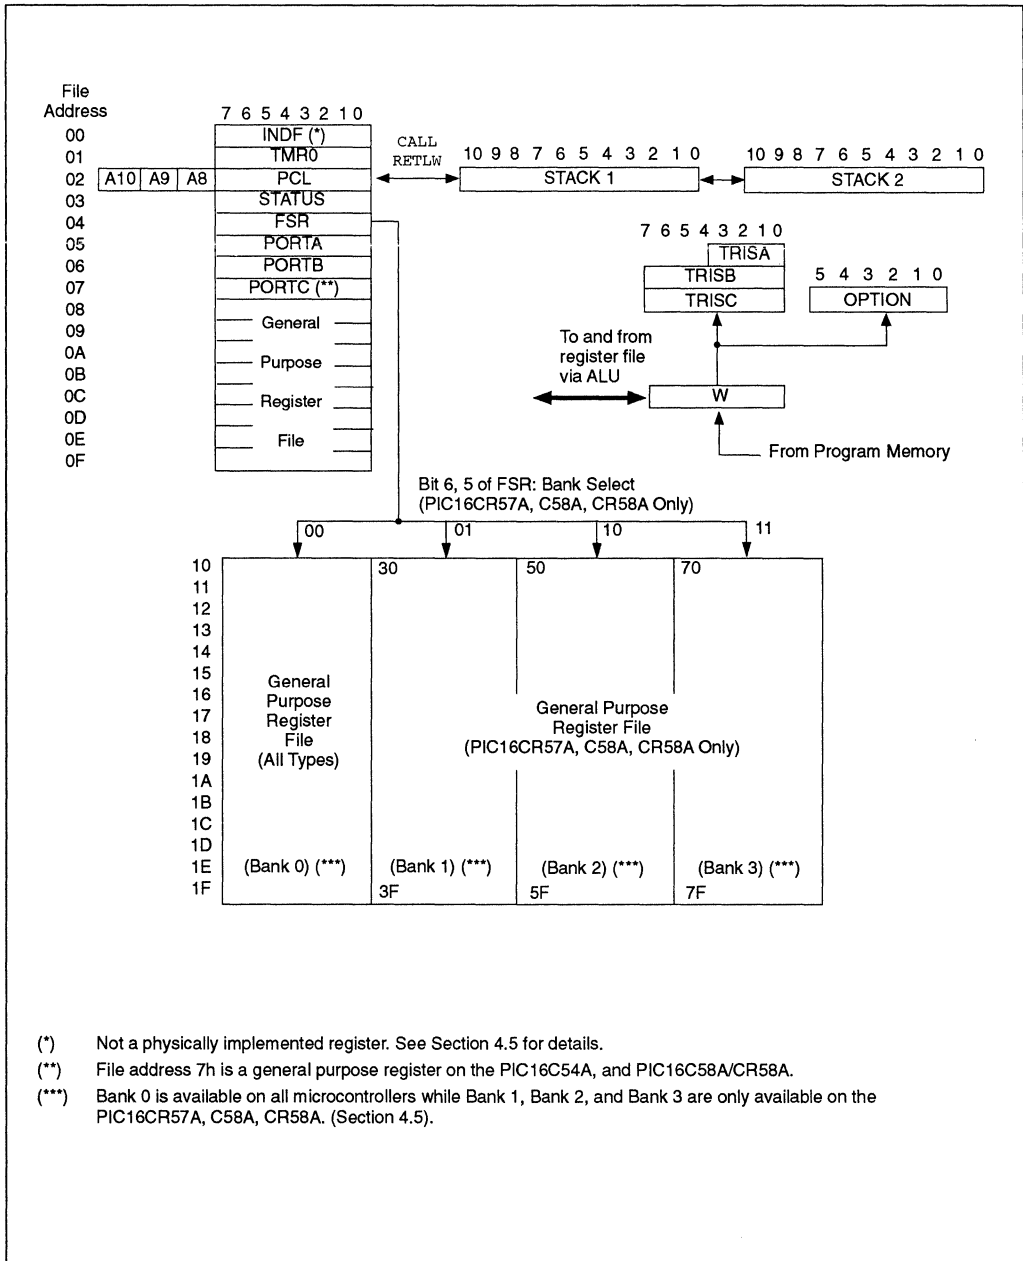 File
Address
7 6 5 4 3 2 1 0
00 INDF (*)
01 TMR0
02 A10 A9 A8 PCL
03 STATUS
04 FSR
05 PORTA
06 PORTB
07 PORTC (**)
08
09
0A
0B
0C
0D
0E
0F
General
Purpose
Register
File
CALL
RETLW
10 9 8 7 6 5 4 3 2 1 0
STACK 1
10 9 8 7 6 5 4 3 2 1 0
STACK 2
7 6 5 4 3 2 1 0
TRISA
TRISB
TRISC
5 4 3 2 1 0
OPTION
To and from
register file
via ALU
W
From Program Memory
Bit 6, 5 of FSR: Bank Select
(PIC16CR57A, C58A, CR58A Only)
00 01 10 11
10 30 50 70
11
12
13
14
15
16
17
18
19
1A
1B
1C
1D
1E
1F
General
Purpose
Register
File
(All Types)
General Purpose
Register File
(PIC16CR57A, C58A, CR58A Only)
(Bank 0) (***) (Bank 1) (***) (Bank 2) (***) (Bank 3) (***)
3F 5F 7F
(*) Not a physically implemented register. See Section 4.5 for details.
(**) File address 7h is a general purpose register on the PIC16C54A, and PIC16C58A/CR58A.
(***) Bank 0 is available on all microcontrollers while Bank 1, Bank 2, and Bank 3 are only available on the
PIC16CR57A, C58A, CR58A. (Section 4.5).